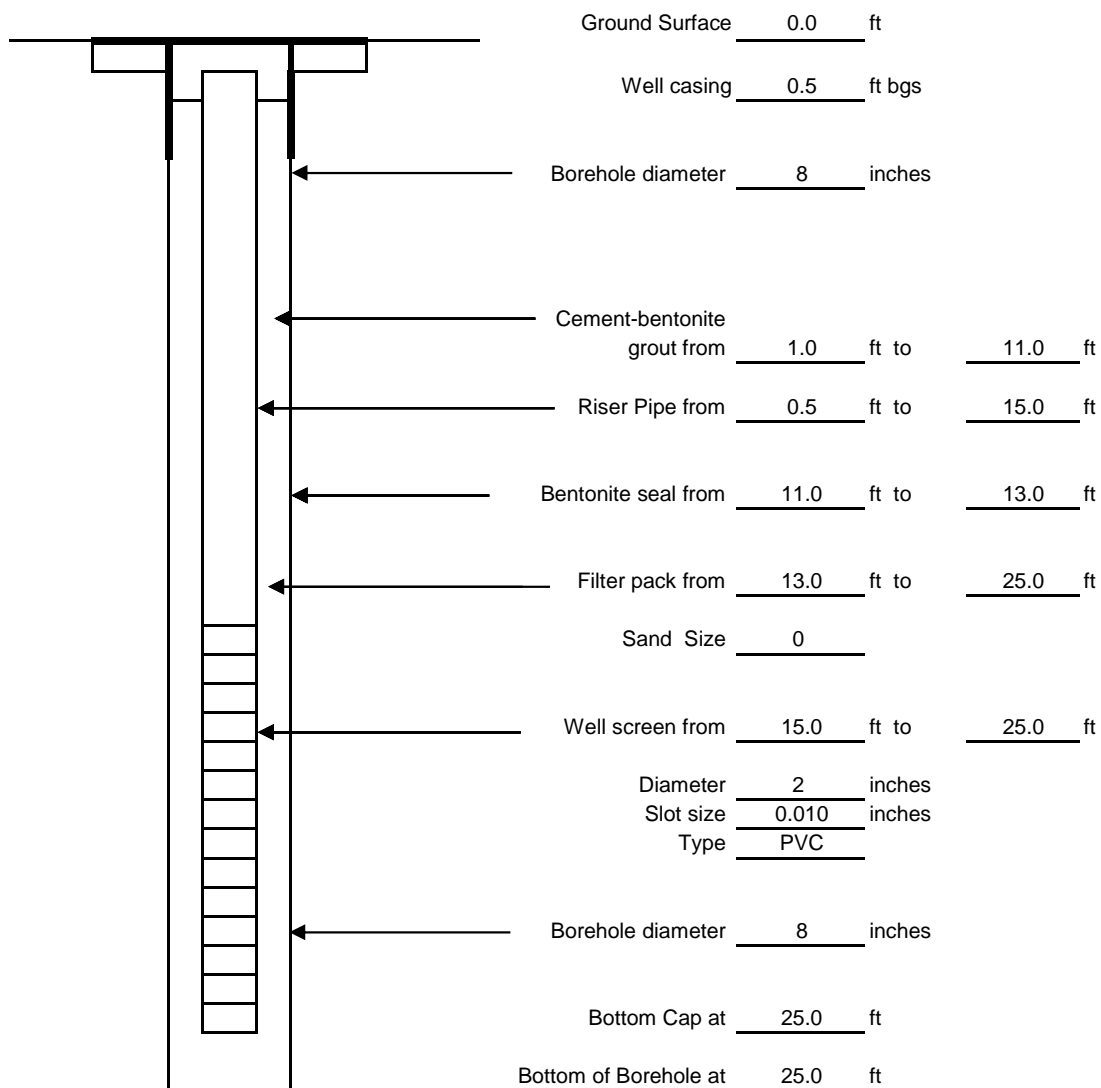 Ground Surface 0.0 ft
Well casing 0.5 ft bgs
Borehole diameter 8 inches
Cement-bentonite
grout from 1.0 ft to 11.0 ft
Riser Pipe from 0.5 ft to 15.0 ft
Bentonite seal from 11.0 ft to 13.0 ft
Filter pack from 13.0 ft to 25.0 ft
Sand Size 0
Well screen from 15.0 ft to 25.0 ft
Diameter 2 inches
Slot size 0.010 inches
Type PVC
Borehole diameter 8 inches
Bottom Cap at 25.0 ft
Bottom of Borehole at 25.0 ft